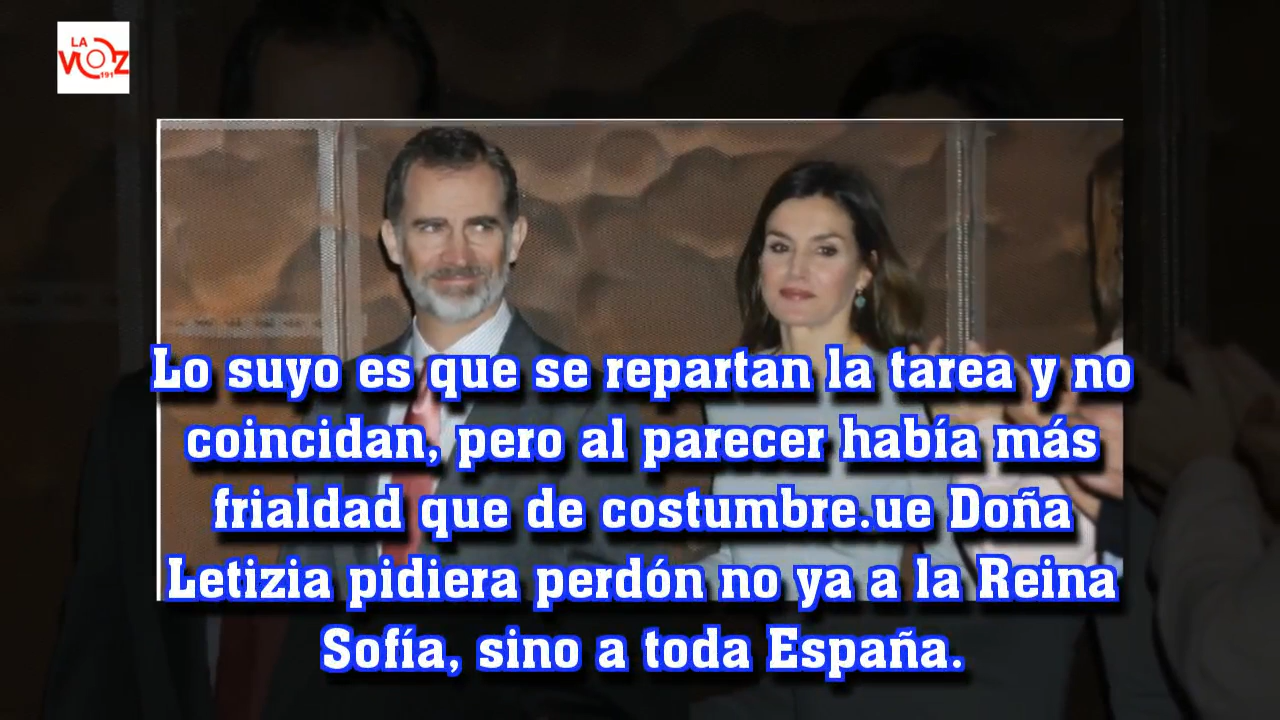 LA
VOZ
191
Lo suyo es que se repartan la tarea y no
coincidan, pero al parecer había más
frialdad que de costumbre.ue Doña
Letizia pidiera perdón no ya a la Reina
Sofía, sino a toda España.